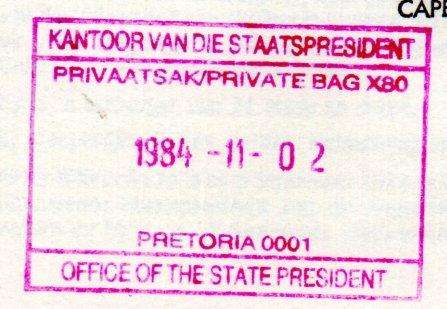 CAPE
KANTOOR VAN DIE STAATSPRESIDENT
PRIVAATSAK/PRIVATE BAG X80
1984 -11- 0 2
PRETORIA 0001
OFFICE OF THE STATE PRESIDENT